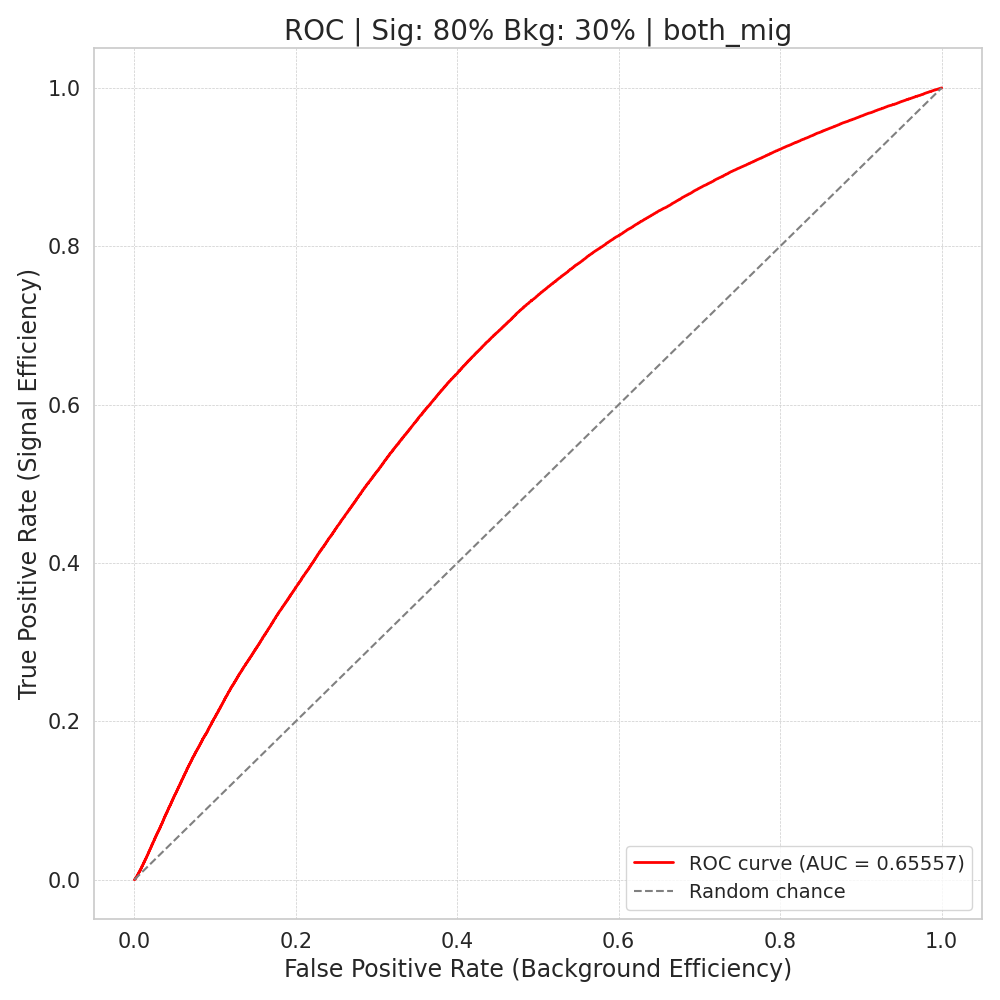 ROC | Sig: 80% Bkg: 30% | both_mig
True Positive Rate (Signal Efficiency)
1.0
0.8
0.6
0.4
0.2
0.0
ROC curve (AUC = 0.65557)
Random chance
0.0 0.2 0.4 0.6 0.8 1.0
False Positive Rate (Background Efficiency)